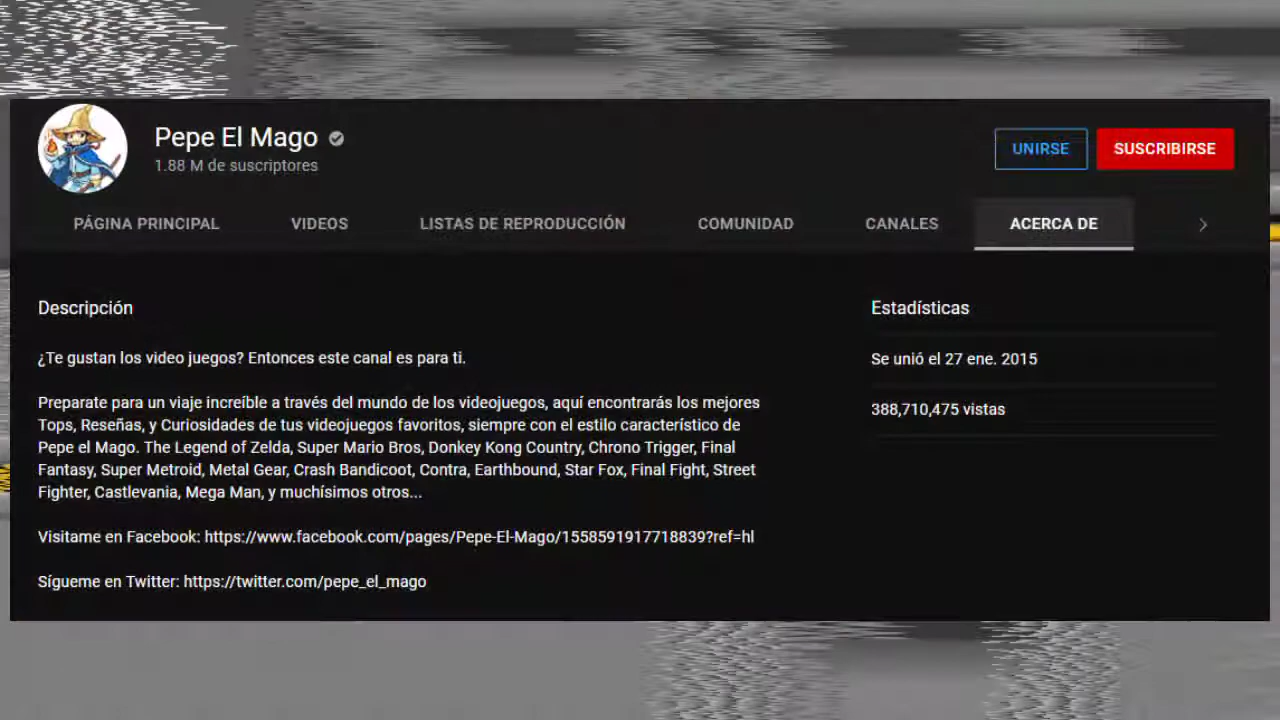 Pepe El Mago
1.88 M de suscriptores
UNIRSE
SUSCRIBIRSE
PÁGINA PRINCIPAL
VIDEOS
LISTAS DE REPRODUCCIÓN
COMUNIDAD
CANALES
ACERCA DE
Descripción
¿Te gustan los video juegos? Entonces este canal es para ti.
Preparate para un viaje increíble a través del mundo de los videojuegos, aquí encontrarás los mejores
Tops, Reseñas, y Curiosidades de tus videojuegos favoritos, siempre con el estilo característico de
Pepe el Mago. The Legend of Zelda, Super Mario Bros, Donkey Kong Country, Chrono Trigger, Final
Fantasy, Super Metroid, Metal Gear, Crash Bandicoot, Contra, Earthbound, Star Fox, Final Fight, Street
Fighter, Castlevania, Mega Man, y muchísimos otros...
Visitame en Facebook: https://www.facebook.com/pages/Pepe-El-Mago/1558591917718839?ref=hl
Sígueme en Twitter: https://twitter.com/pepe_el_mago
Estadísticas
Se unió el 27 ene. 2015
388,710,475 vistas